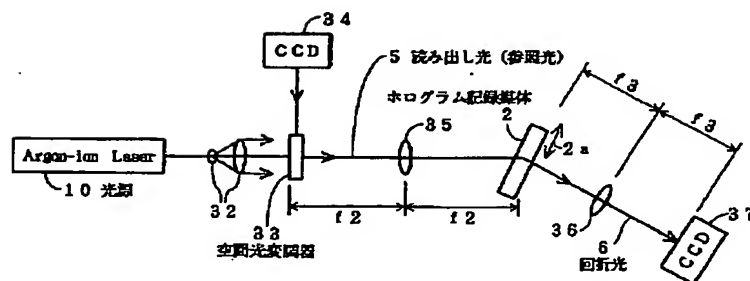 34
CCD
5 読み出し光(参照光)
ホログラム記録媒体
35
2
2a
f3
f3
Argon-ion Laser
10 光源
32
33
空間光変調器
f2
f2
36
6
回折光
CCD
37